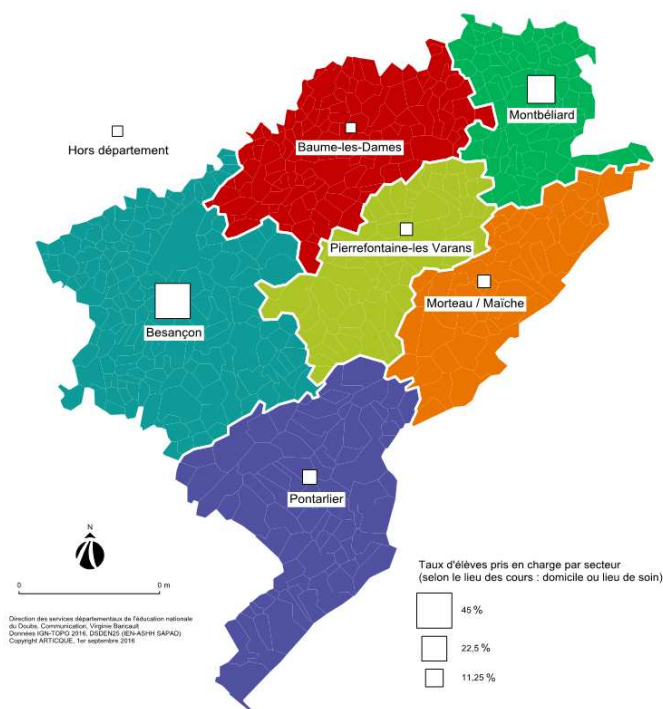 Montbéliard
Hors département
Baume-les-Dames
Pierrefontaine-les Varans
Morteau / Maîche
Besançon
Pontarlier
N
0
0 m
Taux d'élèves pris en charge par secteur
(selon le lieu des cours : domicile ou lieu de soin)
45 %
22,5 %
11,25 %
Direction des services départementaux de l'éducation nationale
du Doubs. Communication, Virginie Bancault
Données IGN-TOPO 2016, DSDEN25 (IEN-ASHH SAPAD)
Copyright ARTICQUE, 1er septembre 2016